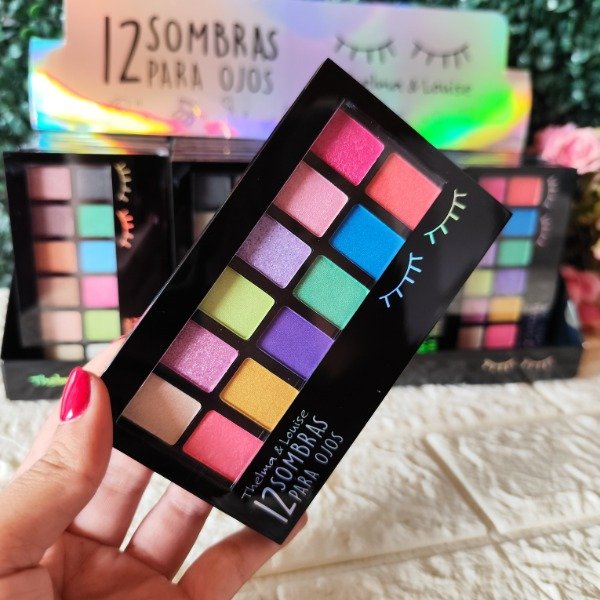 12 SOMBRAS
PARA OJOS
Thelma & Louise
Thelma & Louise
12 SOMBRAS
PARA OJOS